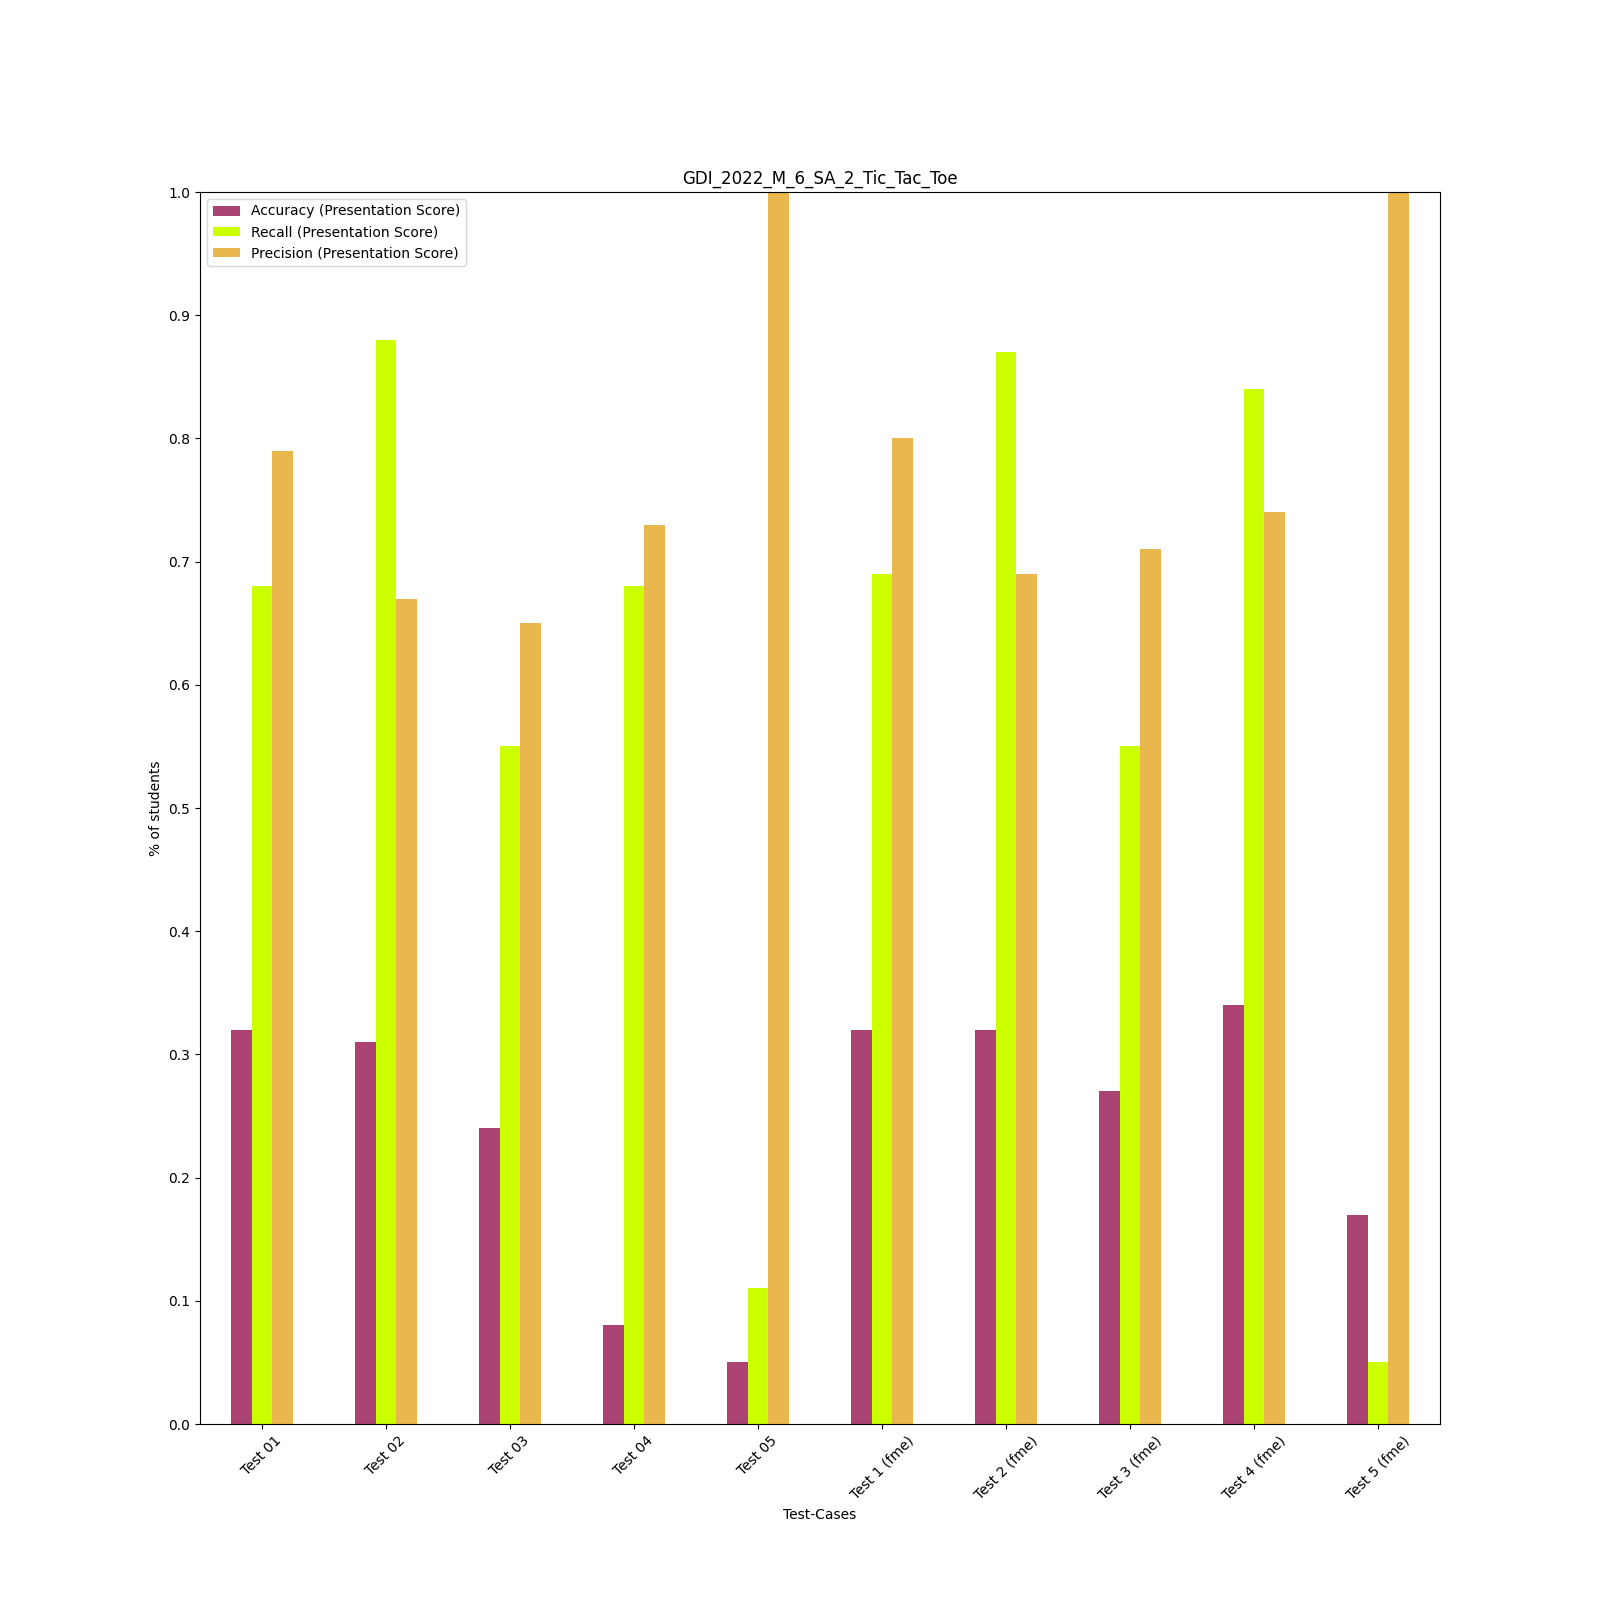 GDI_2022_M_6_SA_2_Tic_Tac_Toe
Accuracy (Presentation Score)
Recall (Presentation Score)
Precision (Presentation Score)
1.0
0.9
0.8
0.7
0.6
0.5
0.4
0.3
0.2
0.1
0.0
% of students
Test 01
Test 02
Test 03
Test 04
Test 05
Test 1 (fme)
Test 2 (fme)
Test 3 (fme)
Test 4 (fme)
Test 5 (fme)
Test-Cases